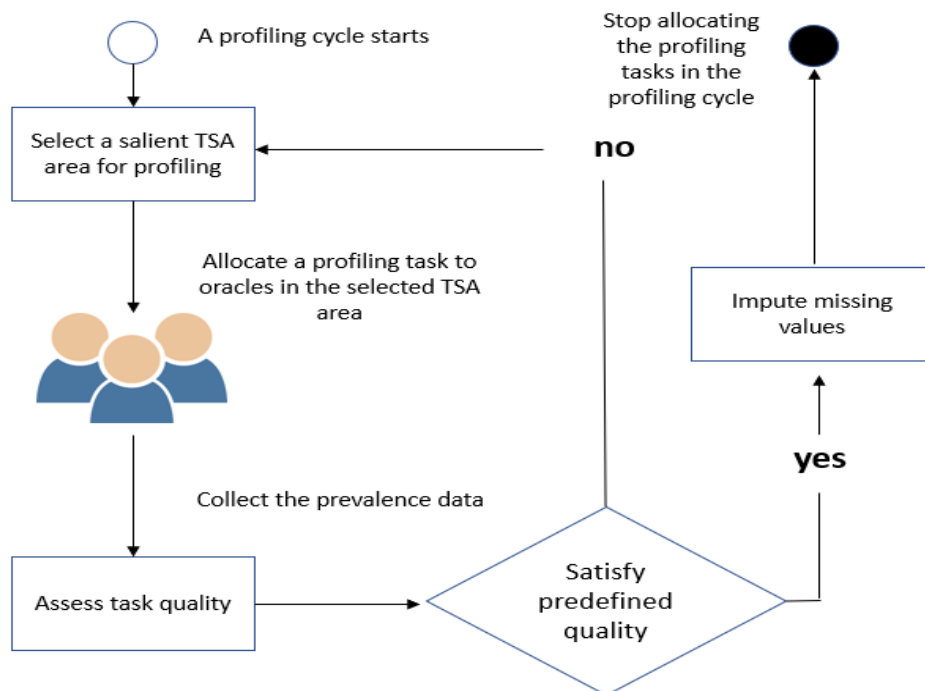 A profiling cycle starts
Select a salient TSA
area for profiling
Allocate a profiling task to
oracles in the selected TSA
area
Collect the prevalence data
Assess task quality
Satisfy
predefined
quality
no
yes
Impute missing
values
Stop allocating
the profiling
tasks in the
profiling cycle